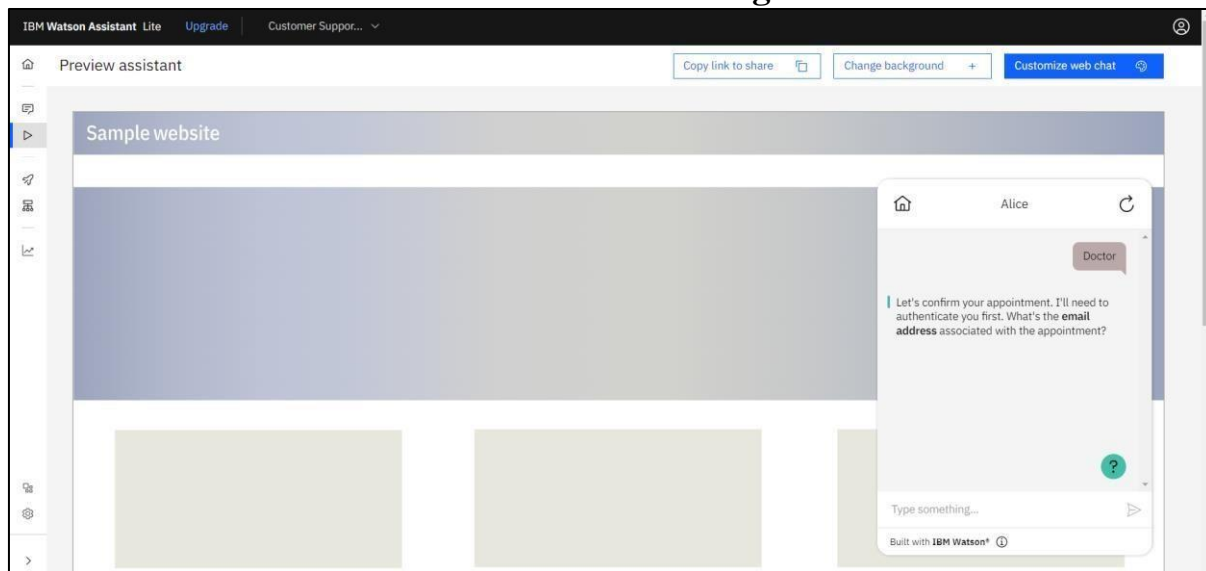 IBM Watson Assistant Lite Upgrade Customer Suppor...
Preview assistant Copy link to share Change background + Customize web chat
Sample website
Alice
Doctor
Let's confirm your appointment. I'll need to
authenticate you first. What's the email
address associated with the appointment?
?
Type something...
Built with IBM Watson®